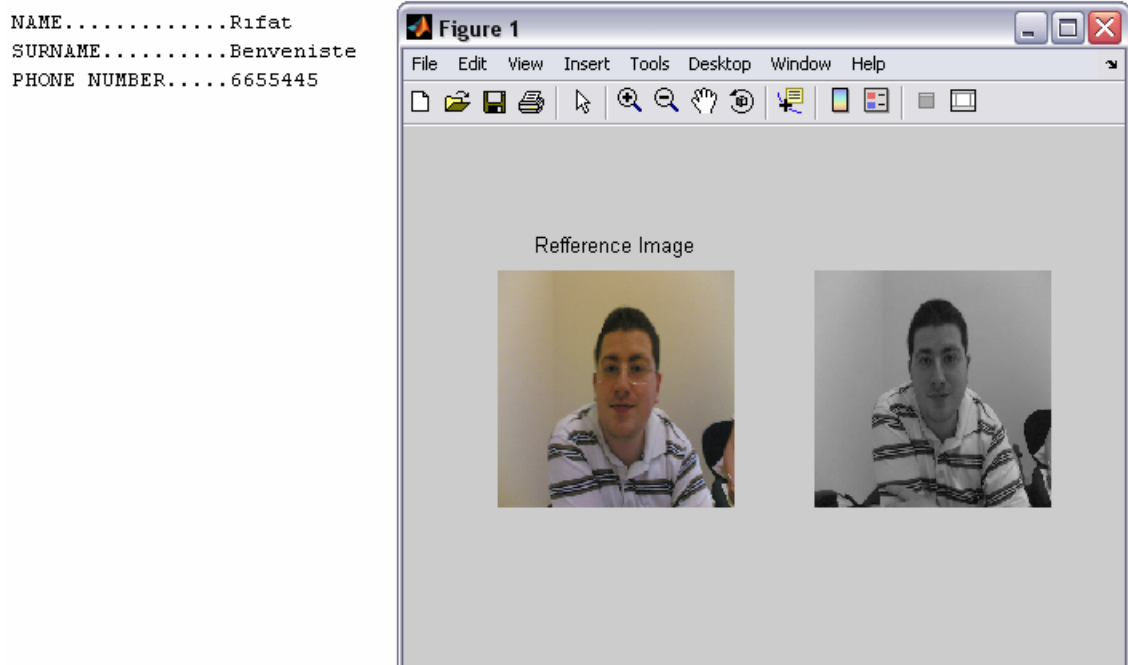 NAME.............Rıfat
SURNAME..........Benveniste
PHONE NUMBER.....6655445
Figure 1
File Edit View Insert Tools Desktop Window Help
Refference Image